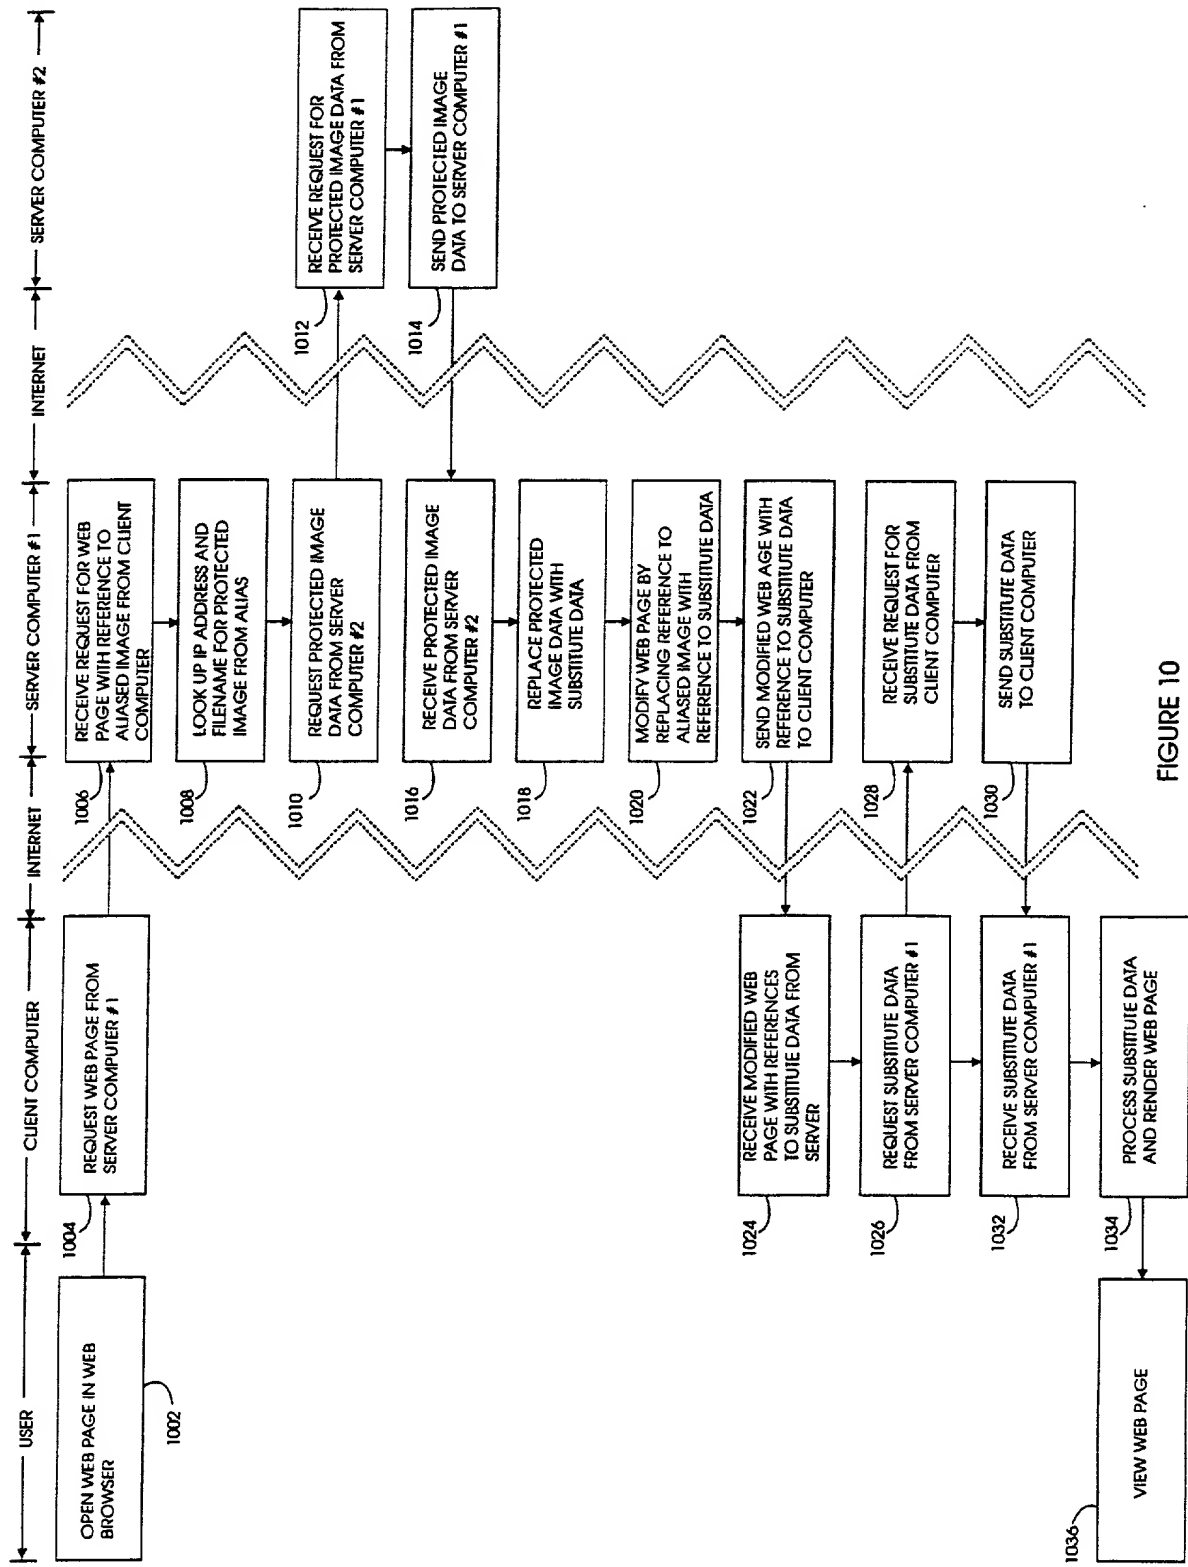 USER
CLIENT COMPUTER
INTERNET
SERVER COMPUTER #1
INTERNET
SERVER COMPUTER #2
OPEN WEB PAGE IN WEB
BROWSER
1002
REQUEST WEB PAGE FROM
SERVER COMPUTER #1
1004
RECEIVE REQUEST FOR WEB
PAGE WITH REFERENCE TO
ALIASED IMAGE FROM CLIENT
COMPUTER
1006
LOOK UP IP ADDRESS AND
FILENAME FOR PROTECTED
IMAGE FROM ALIAS
1008
REQUEST PROTECTED IMAGE
DATA FROM SERVER
COMPUTER #2
1010
RECEIVE REQUEST FOR
PROTECTED IMAGE DATA FROM
SERVER COMPUTER #1
1012
SEND PROTECTED IMAGE
DATA TO SERVER COMPUTER #1
1014
RECEIVE PROTECTED IMAGE
DATA FROM SERVER
COMPUTER #2
1016
REPLACE PROTECTED
IMAGE DATA WITH
SUBSTITUTE DATA
1018
MODIFY WEB PAGE BY
REPLACING REFERENCE TO
ALIASED IMAGE WITH
REFERENCE TO SUBSTITUTE DATA
1020
SEND MODIFIED WEB AGE WITH
REFERENCE TO SUBSTITUTE DATA
TO CLIENT COMPUTER
1022
RECEIVE MODIFIED WEB
PAGE WITH REFERENCES
TO SUBSTITUTE DATA FROM
SERVER
1024
REQUEST SUBSTITUTE DATA
FROM SERVER COMPUTER #1
1026
RECEIVE REQUEST FOR
SUBSTITUTE DATA FROM
CLIENT COMPUTER
1028
SEND SUBSTITUTE DATA
TO CLIENT COMPUTER
1030
RECEIVE SUBSTITUTE DATA
FROM SERVER COMPUTER #1
1032
PROCESS SUBSTITUTE DATA
AND RENDER WEB PAGE
1034
VIEW WEB PAGE
1036
FIGURE 10